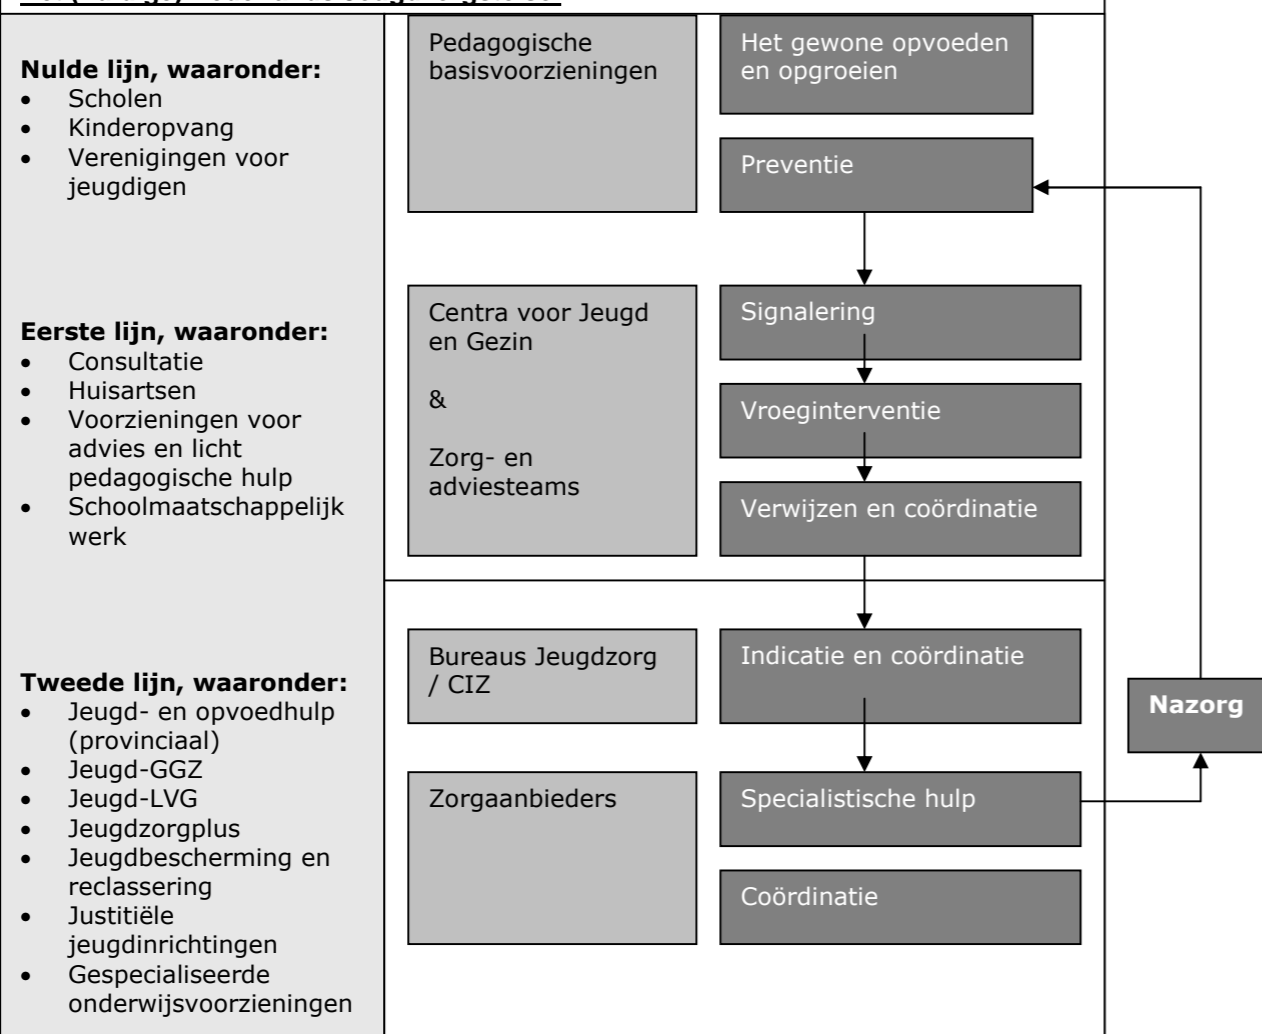 Nulde lijn, waaronder:
• Scholen
• Kinderopvang
• Verenigingen voor
jeugdigen
Pedagogische
basisvoorzieningen
Het gewone opvoeden
en opgroeien
Preventie
Eerste lijn, waaronder:
• Consultatie
• Huisartsen
• Voorzieningen voor
advies en licht
pedagogische hulp
• Schoolmaatschappelijk
werk
Centra voor Jeugd
en Gezin
&
Zorg- en
adviesteams
Signalering
Vroeginterventie
Verwijzen en coördinatie
Tweede lijn, waaronder:
• Jeugd- en opvoedhulp
(provinciaal)
• Jeugd-GGZ
• Jeugd-LVG
• Jeugdzorgplus
• Jeugdbescherming en
reclassering
• Justitiële
jeugdinrichtingen
• Gespecialiseerde
onderwijsvoorzieningen
Bureaus Jeugdzorg
/ CIZ
Indicatie en coördinatie
Zorgaanbieders
Specialistische hulp
Coördinatie
Nazorg